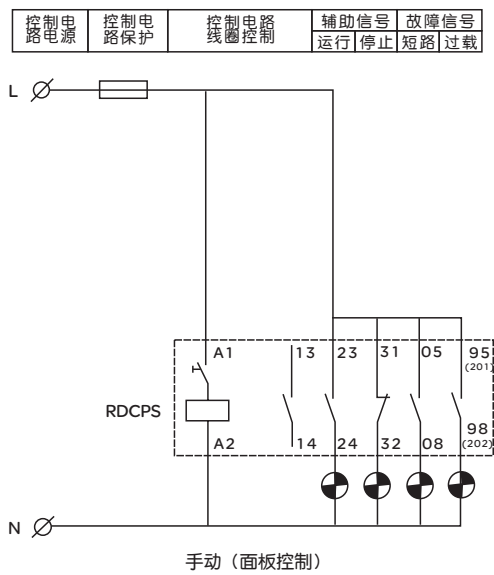 控制电路电源
控制电路保护
控制电路线圈控制
辅助信号
故障信号
运行
停止
短路
过载
L
A1
13
23
31
05
95
(201)
RDCPS
A2
14
24
32
08
98
(202)
N
手动（面板控制）